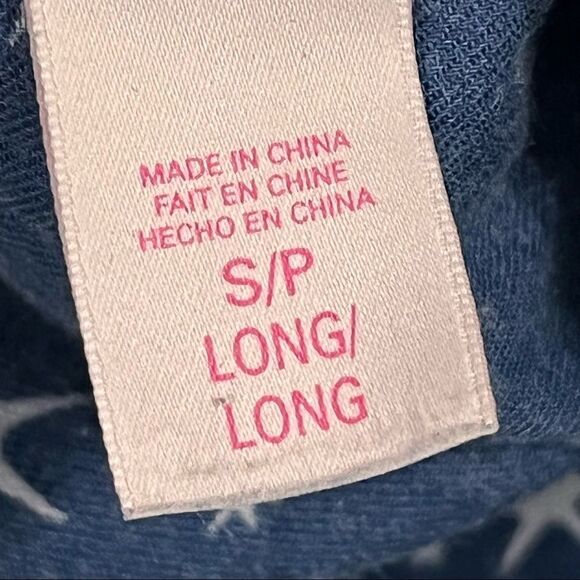 MADE IN CHINA
FAIT EN CHINE
HECHO EN CHINA
S/P
LONG/
LONG